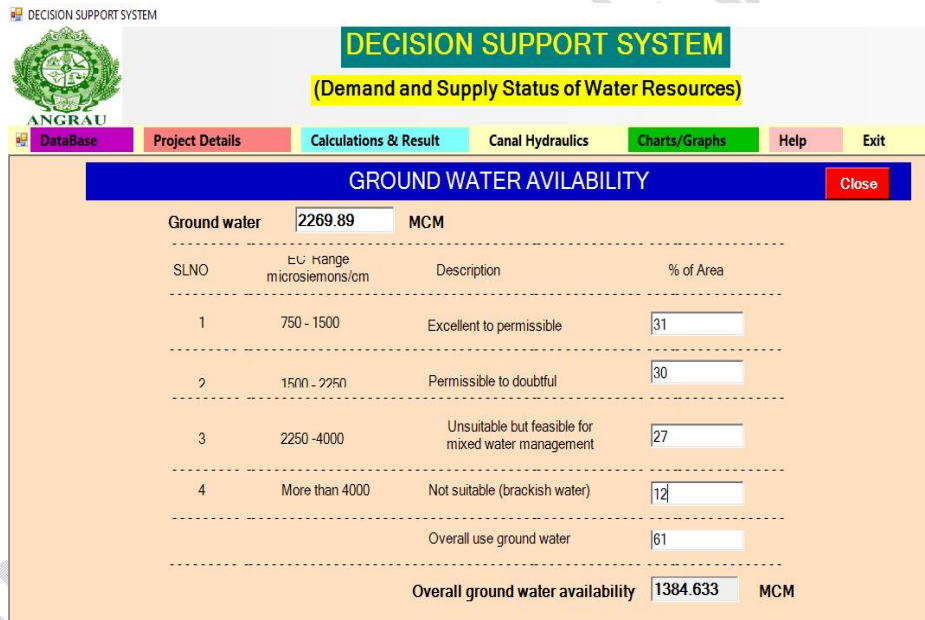 DECISION SUPPORT SYSTEM
DECISION SUPPORT SYSTEM
(Demand and Supply Status of Water Resources)
ANGRAU
DataBase Project Details Calculations & Result Canal Hydraulics Charts/Graphs Help Exit
GROUND WATER AVILABILITY Close
Ground water 2269.89 MCM
SLNO EC Range microsiemons/cm Description % of Area
1 750 - 1500 Excellent to permissible 31
2 1500 - 2250 Permissible to doubtful 30
3 2250 -4000 Unsuitable but feasible for mixed water management 27
4 More than 4000 Not suitable (brackish water) 12
Overall use ground water 61
Overall ground water availability 1384.633 MCM